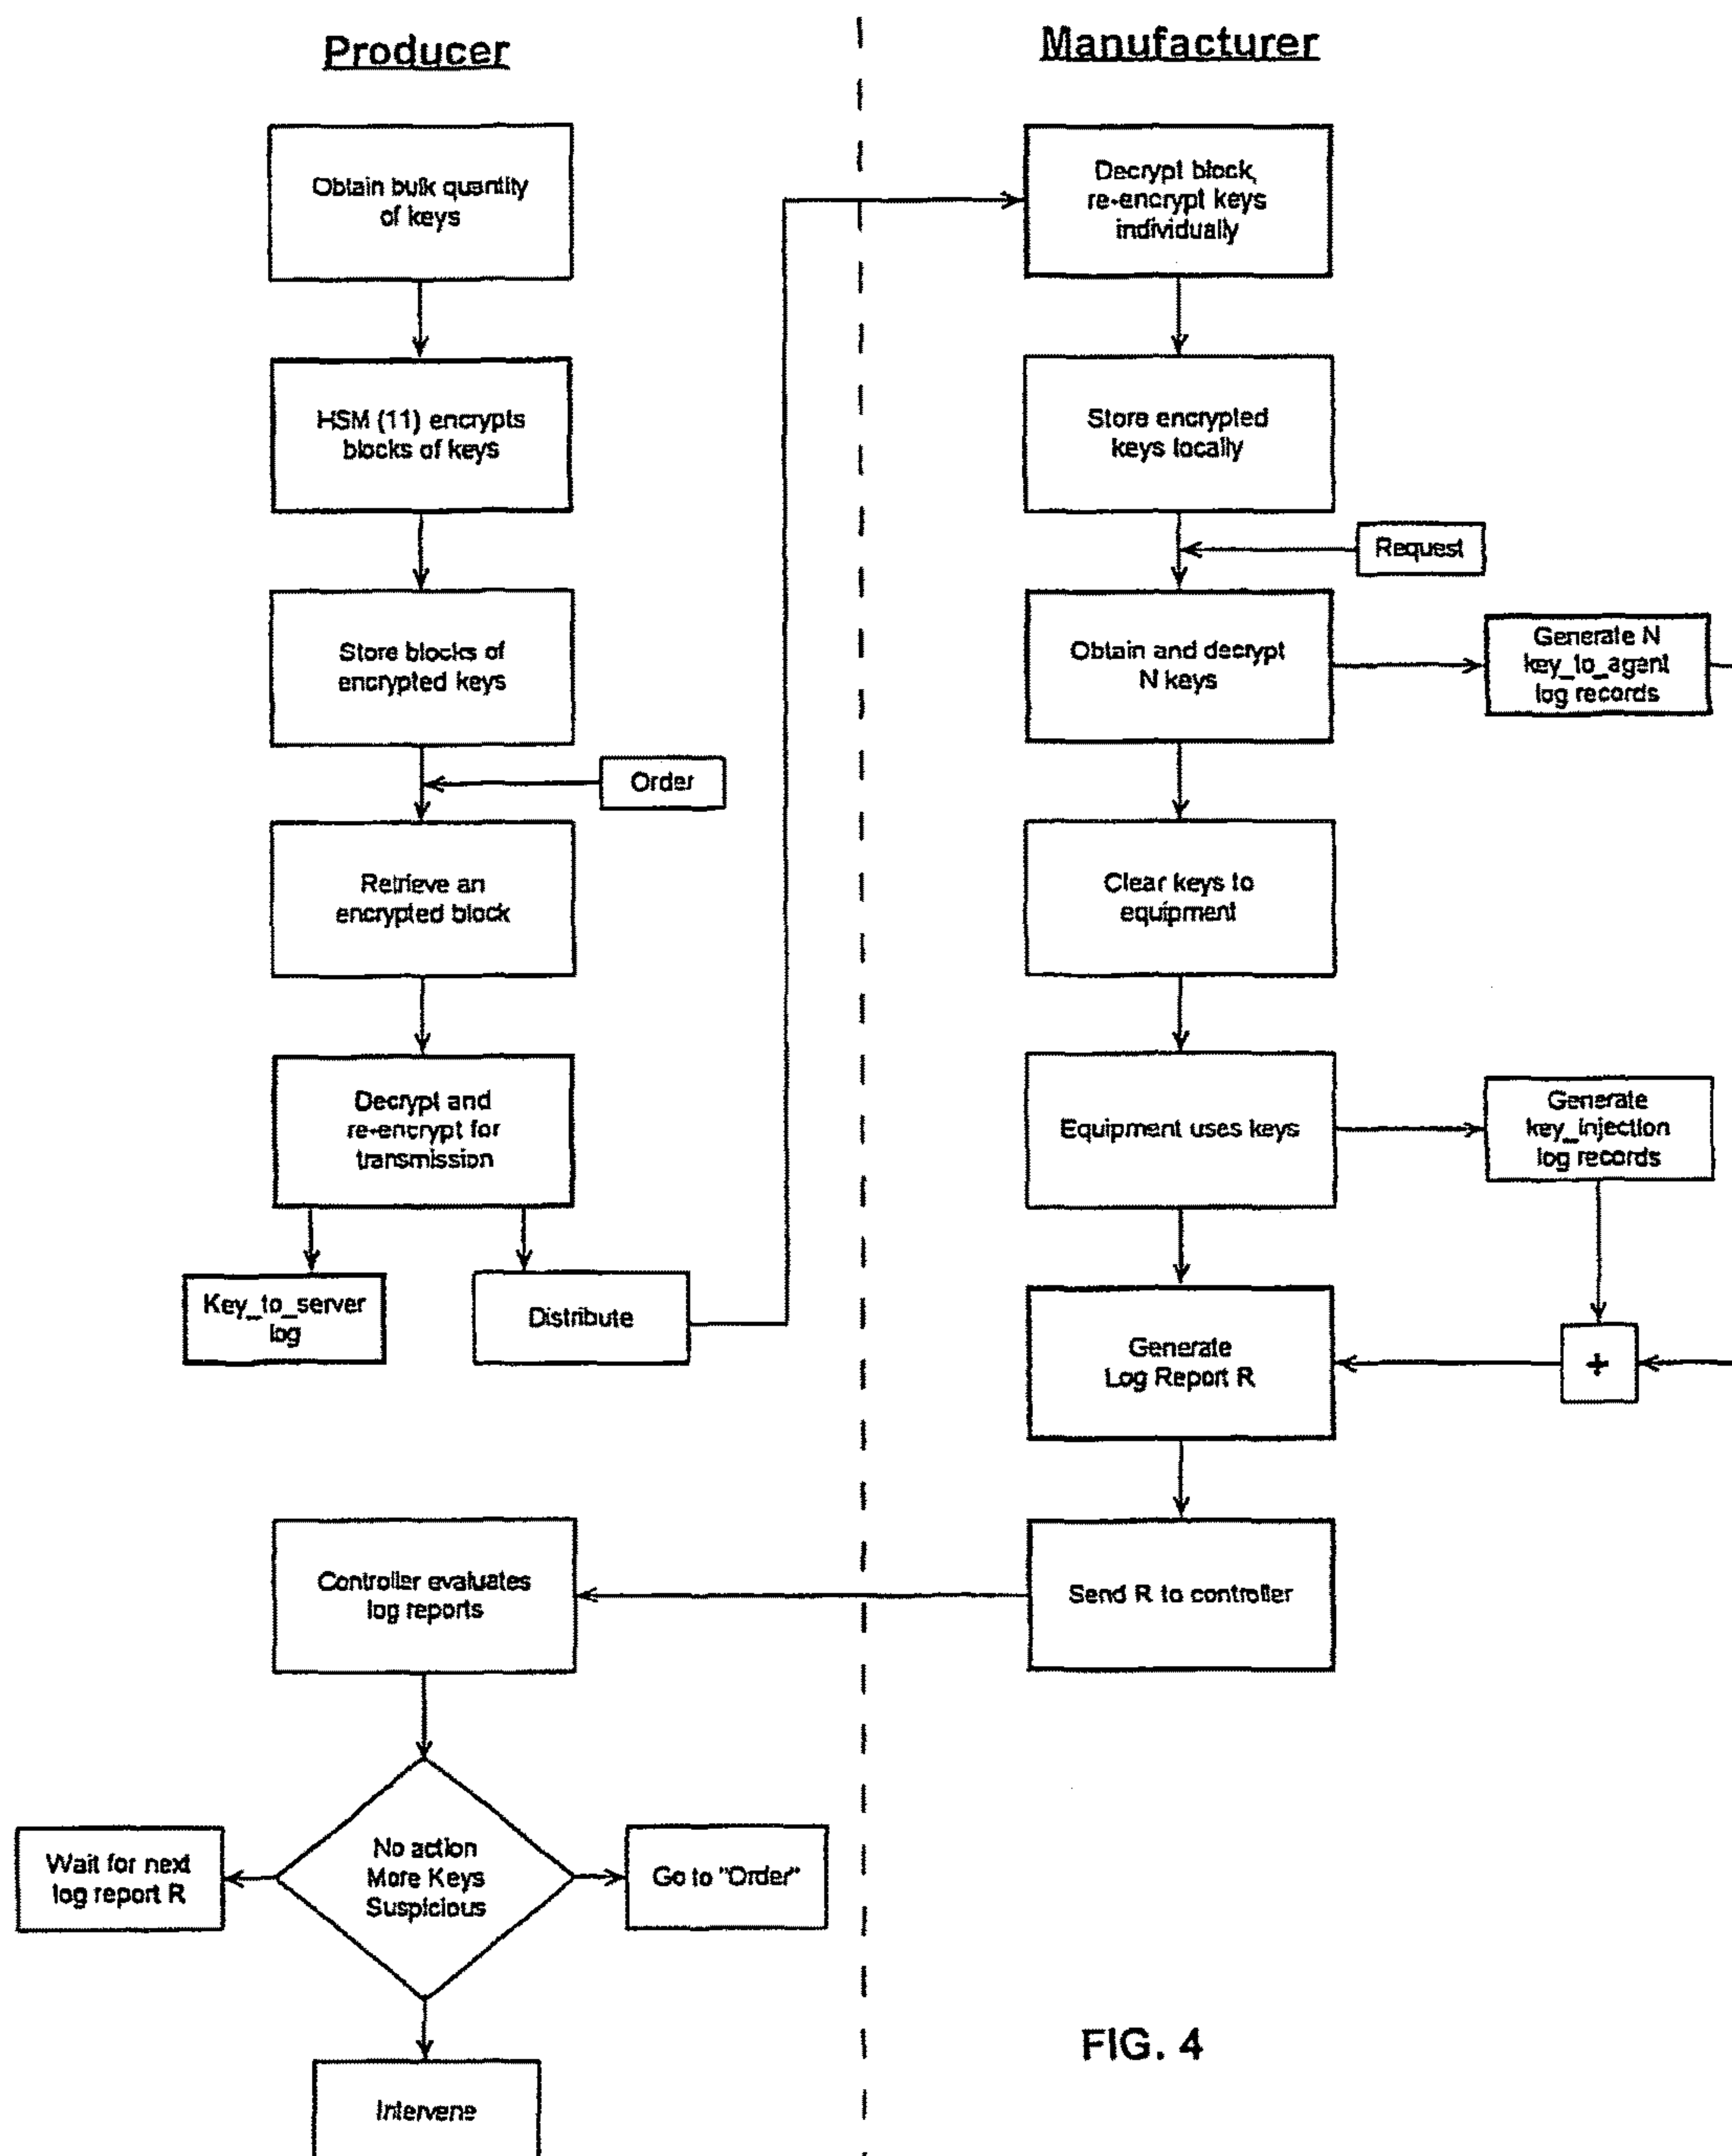 Producer
Obtain bulk quantity
of keys
HSM (11) encrypts
blocks of keys
Store blocks of
encrypted keys
Order
Retrieve an
encrypted block
Decrypt and
re-encrypt for
transmission
Key_to_server
log
Distribute
Manufacturer
Decrypt block,
re-encrypt keys
individually
Store encrypted
keys locally
Request
Obtain and decrypt
N keys
Generate N
key_to_agent
log records
Clear keys to
equipment
Equipment uses keys
Generate
key_injection
log records
+
Generate
Log Report R
Send R to controller
Controller evaluates
log reports
No action
More Keys
Suspicious
Wait for next
log report R
Go to "Order"
Intervene
FIG. 4